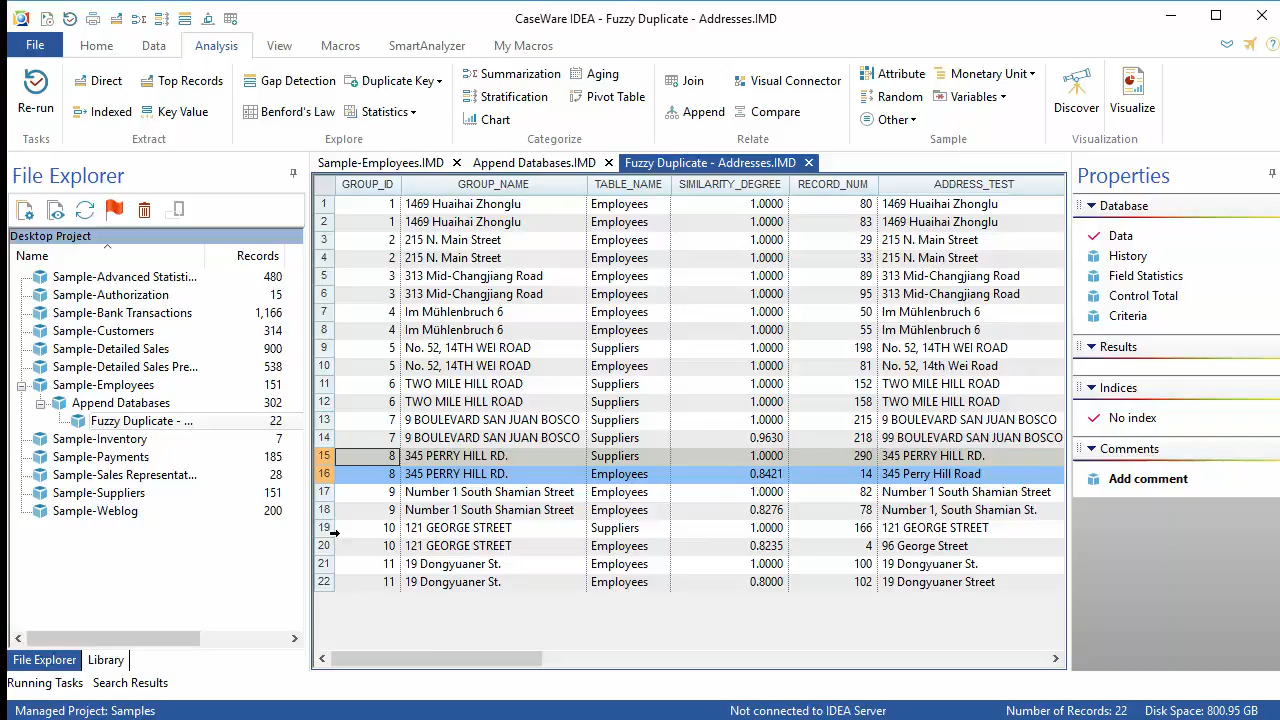 CaseWare IDEA - Fuzzy Duplicate - Addresses.IMD
File Home Data Analysis View Macros SmartAnalyzer My Macros
Re-run
Tasks
Direct Top Records
Indexed Key Value
Extract
Gap Detection Duplicate Key
Benford's Law Statistics
Explore
Summarization Aging
Stratification Pivot Table
Chart
Categorize
Join Visual Connector
Append Compare
Relate
Attribute Monetary Unit
Random Variables
Other
Sample
Discover Visualize
Visualization
File Explorer
Desktop Project
Name Records
Sample-Advanced Statisti... 480
Sample-Authorization 15
Sample-Bank Transactions 1,166
Sample-Customers 314
Sample-Detailed Sales 900
Sample-Detailed Sales Pre... 538
Sample-Employees 151
Append Databases 302
Fuzzy Duplicate - ... 22
Sample-Inventory 7
Sample-Payments 185
Sample-Sales Representat... 6
Sample-Suppliers 151
Sample-Weblog 200
File Explorer Library
Running Tasks Search Results
Sample-Employees.IMD Append Databases.IMD Fuzzy Duplicate - Addresses.IMD
GROUP_ID GROUP_NAME TABLE_NAME SIMILARITY_DEGREE RECORD_NUM ADDRESS_TEST
1 1 1469 Huaihai Zhonglu Employees 1.0000 80 1469 Huaihai Zhonglu
2 1 1469 Huaihai Zhonglu Employees 1.0000 83 1469 Huaihai Zhonglu
3 2 215 N. Main Street Employees 1.0000 29 215 N. Main Street
4 2 215 N. Main Street Employees 1.0000 33 215 N. Main Street
5 3 313 Mid-Changjiang Road Employees 1.0000 89 313 Mid-Changjiang Road
6 3 313 Mid-Changjiang Road Employees 1.0000 95 313 Mid-Changjiang Road
7 4 Im Mühlenbruch 6 Employees 1.0000 50 Im Mühlenbruch 6
8 4 Im Mühlenbruch 6 Employees 1.0000 55 Im Mühlenbruch 6
9 5 No. 52, 14TH WEI ROAD Suppliers 1.0000 198 No. 52, 14TH WEI ROAD
10 5 No. 52, 14TH WEI ROAD Employees 1.0000 81 No. 52, 14th Wei Road
11 6 TWO MILE HILL ROAD Suppliers 1.0000 152 TWO MILE HILL ROAD
12 6 TWO MILE HILL ROAD Suppliers 1.0000 158 TWO MILE HILL ROAD
13 7 9 BOULEVARD SAN JUAN BOSCO Suppliers 1.0000 215 9 BOULEVARD SAN JUAN BOSCO
14 7 9 BOULEVARD SAN JUAN BOSCO Suppliers 0.9630 218 99 BOULEVARD SAN JUAN BOSCO
15 8 345 PERRY HILL RD. Suppliers 1.0000 290 345 PERRY HILL RD.
16 8 345 PERRY HILL RD. Employees 0.8421 14 345 Perry Hill Road
17 9 Number 1 South Shamian Street Employees 1.0000 82 Number 1 South Shamian Street
18 9 Number 1 South Shamian Street Employees 0.8276 78 Number 1, South Shamian St.
19 10 121 GEORGE STREET Suppliers 1.0000 166 121 GEORGE STREET
20 10 121 GEORGE STREET Employees 0.8235 4 96 George Street
21 11 19 Dongyuaner St. Employees 1.0000 100 19 Dongyuaner St.
22 11 19 Dongyuaner St. Employees 0.8000 102 19 Dongyuaner Street
Properties
Database
Data
History
Field Statistics
Control Total
Criteria
Results
Indices
No index
Comments
Add comment
Managed Project: Samples Not connected to IDEA Server Number of Records: 22 Disk Space: 800.95 GB